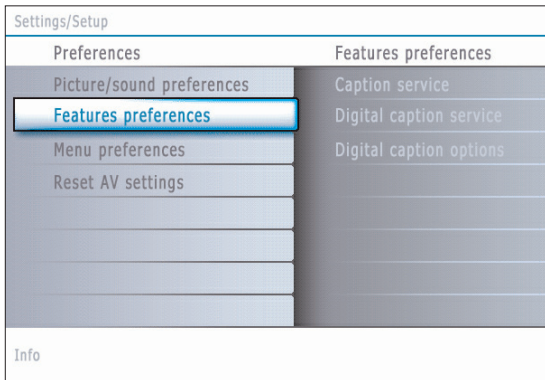 Settings/Setup
Preferences
Features preferences
Picture/sound preferences
Caption service
Features preferences
Digital caption service
Menu preferences
Digital caption options
Reset AV settings
Info